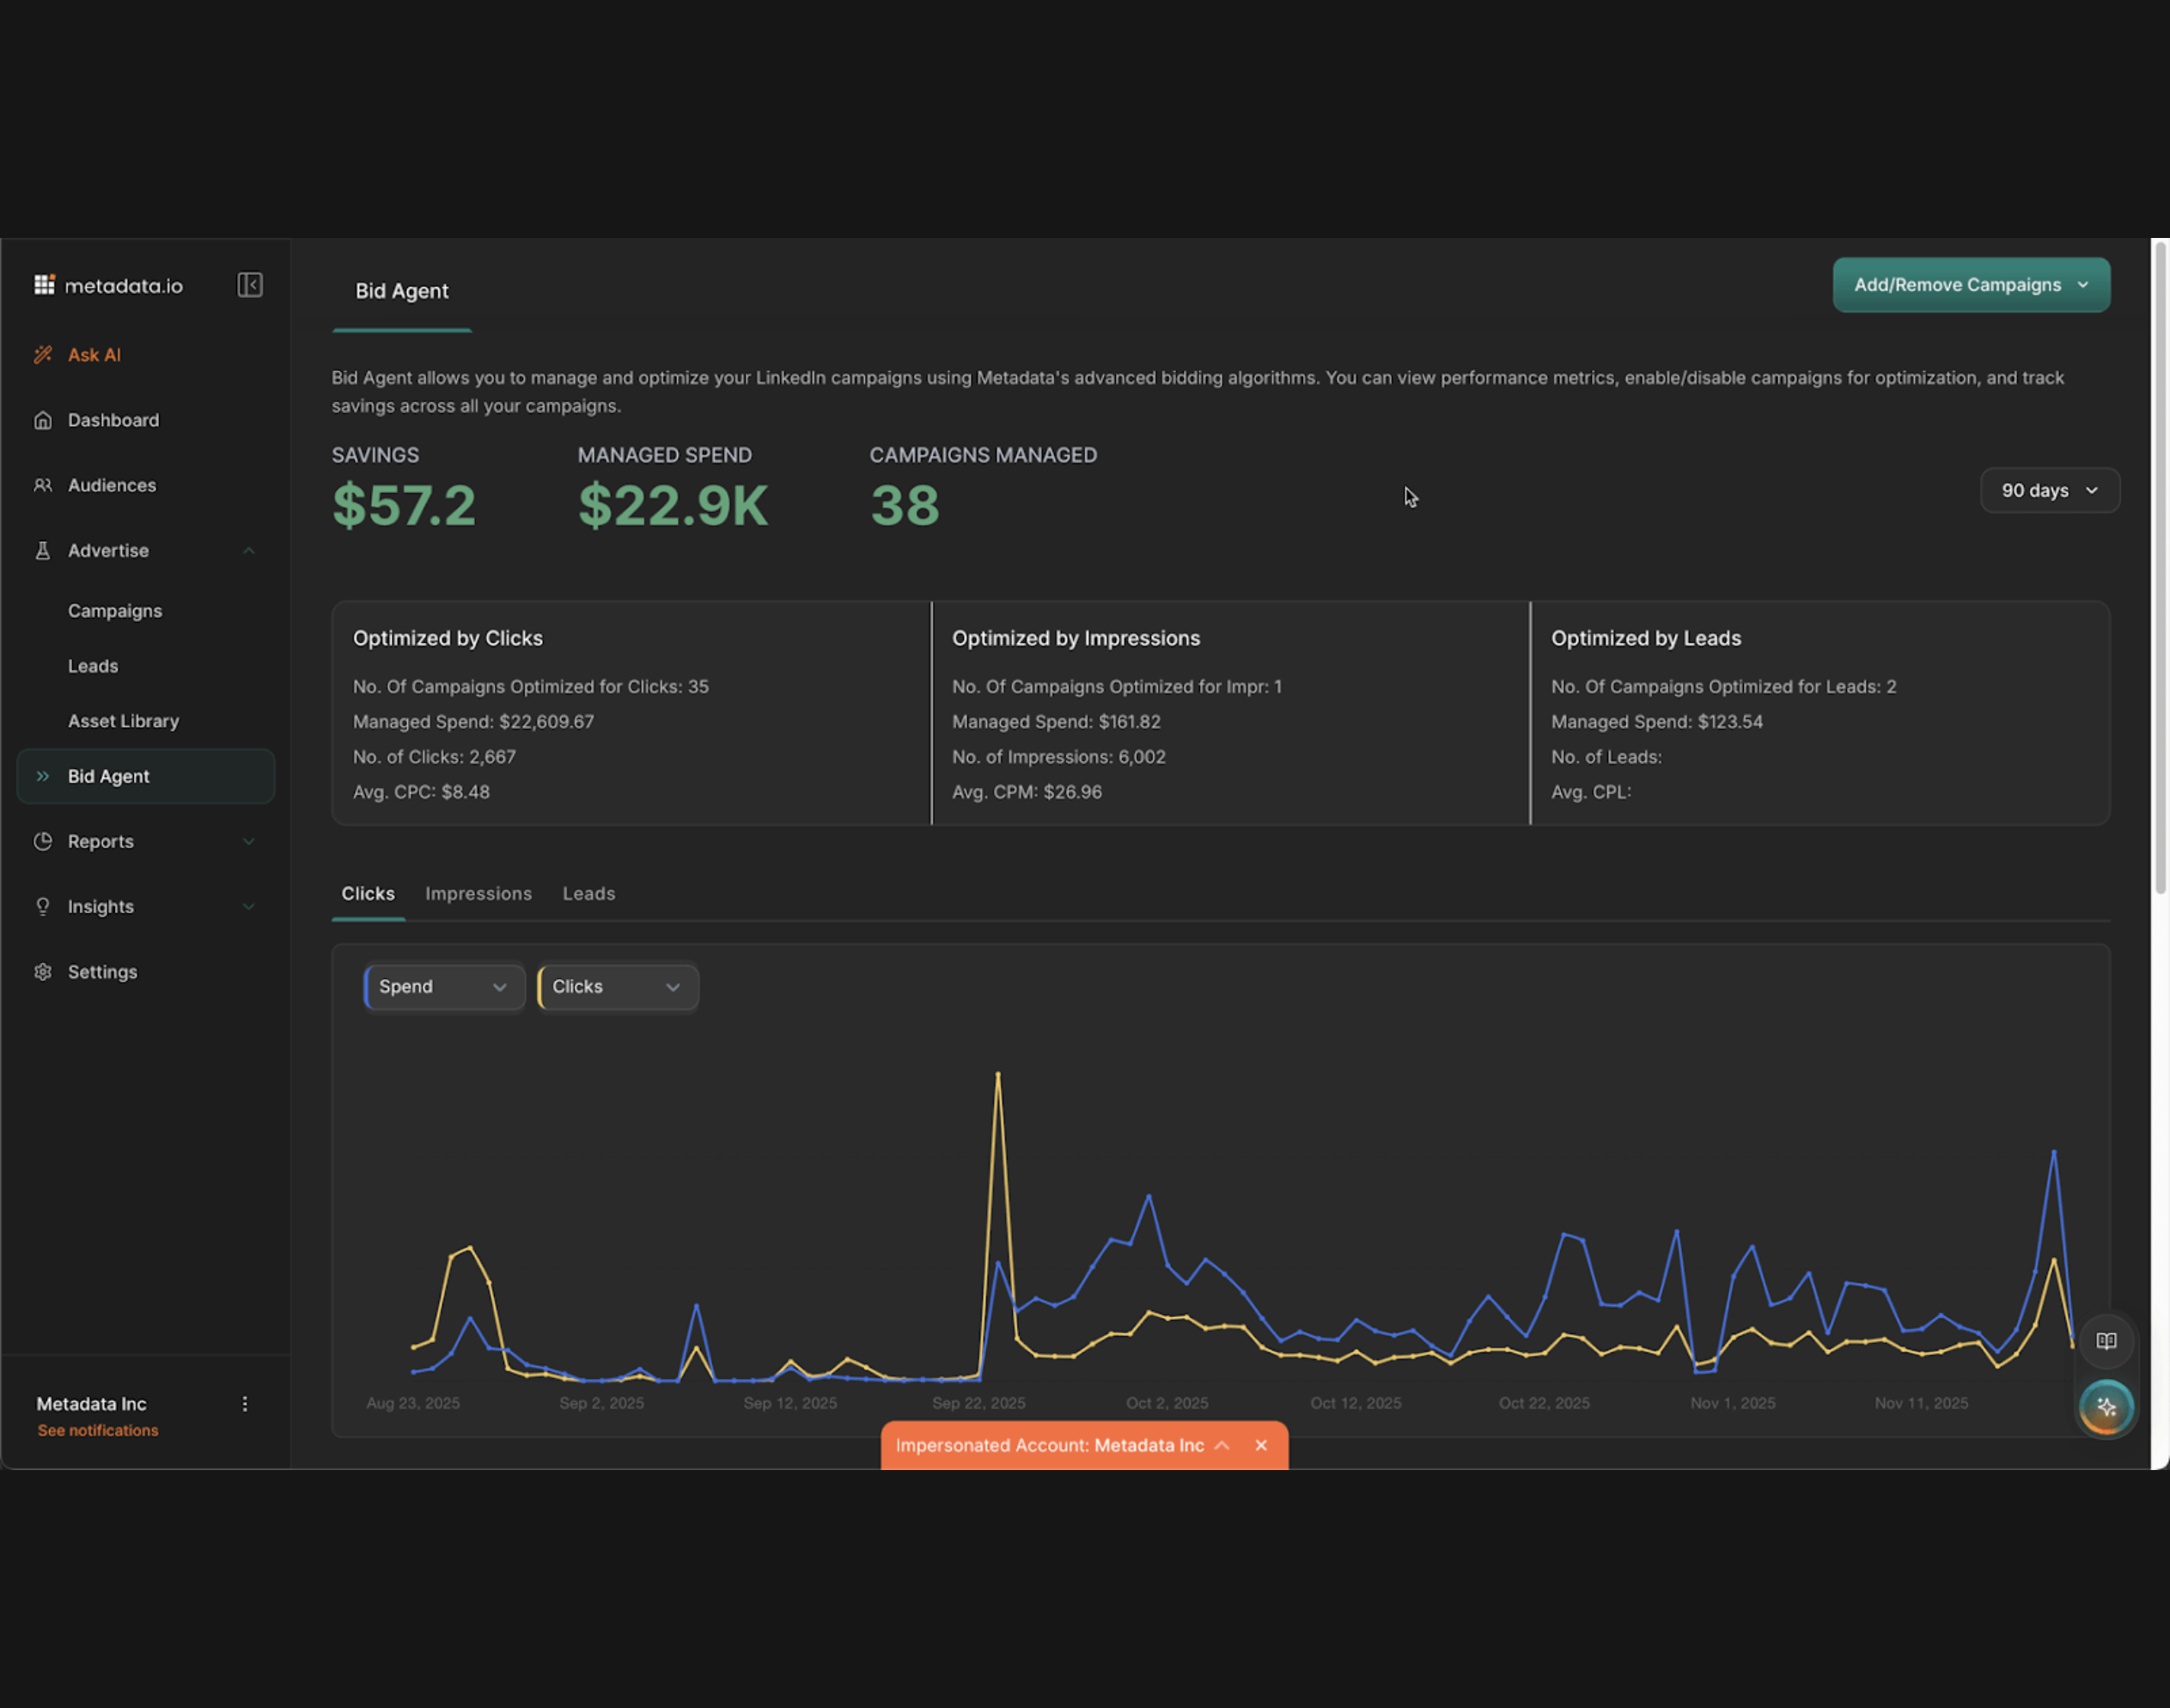 metadata.io
Ask AI
Dashboard
Audiences
Advertise
Campaigns
Leads
Asset Library
Bid Agent
Reports
Insights
Settings
Metadata Inc
See notifications
Bid Agent
Add/Remove Campaigns
Bid Agent allows you to manage and optimize your LinkedIn campaigns using Metadata's advanced bidding algorithms. You can view performance metrics, enable/disable campaigns for optimization, and track
savings across all your campaigns.
SAVINGS
$57.2
MANAGED SPEND
$22.9K
CAMPAIGNS MANAGED
38
90 days
Optimized by Clicks
No. Of Campaigns Optimized for Clicks: 35
Managed Spend: $22,609.67
No. of Clicks: 2,667
Avg. CPC: $8.48
Optimized by Impressions
No. Of Campaigns Optimized for Impr: 1
Managed Spend: $161.82
No. of Impressions: 6,002
Avg. CPM: $26.96
Optimized by Leads
No. Of Campaigns Optimized for Leads: 2
Managed Spend: $123.54
No. of Leads:
Avg. CPL:
Clicks Impressions Leads
Spend Clicks
Aug 23, 2025 Sep 2, 2025 Sep 12, 2025 Sep 22, 2025 Oct 2, 2025 Oct 12, 2025 Oct 22, 2025 Nov 1, 2025 Nov 11, 2025
Impersonated Account: Metadata Inc